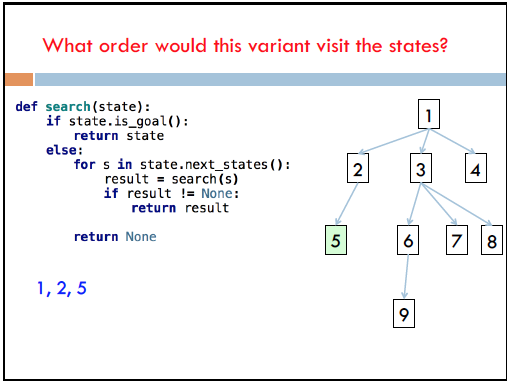 What order would this variant visit the states?
def search(state):
    if state.is_goal():
        return state
    else:
        for s in state.next_states():
            result = search(s)
            if result != None:
                return result
        return None
1, 2, 5
1
2 3 4
5 6 7 8
9